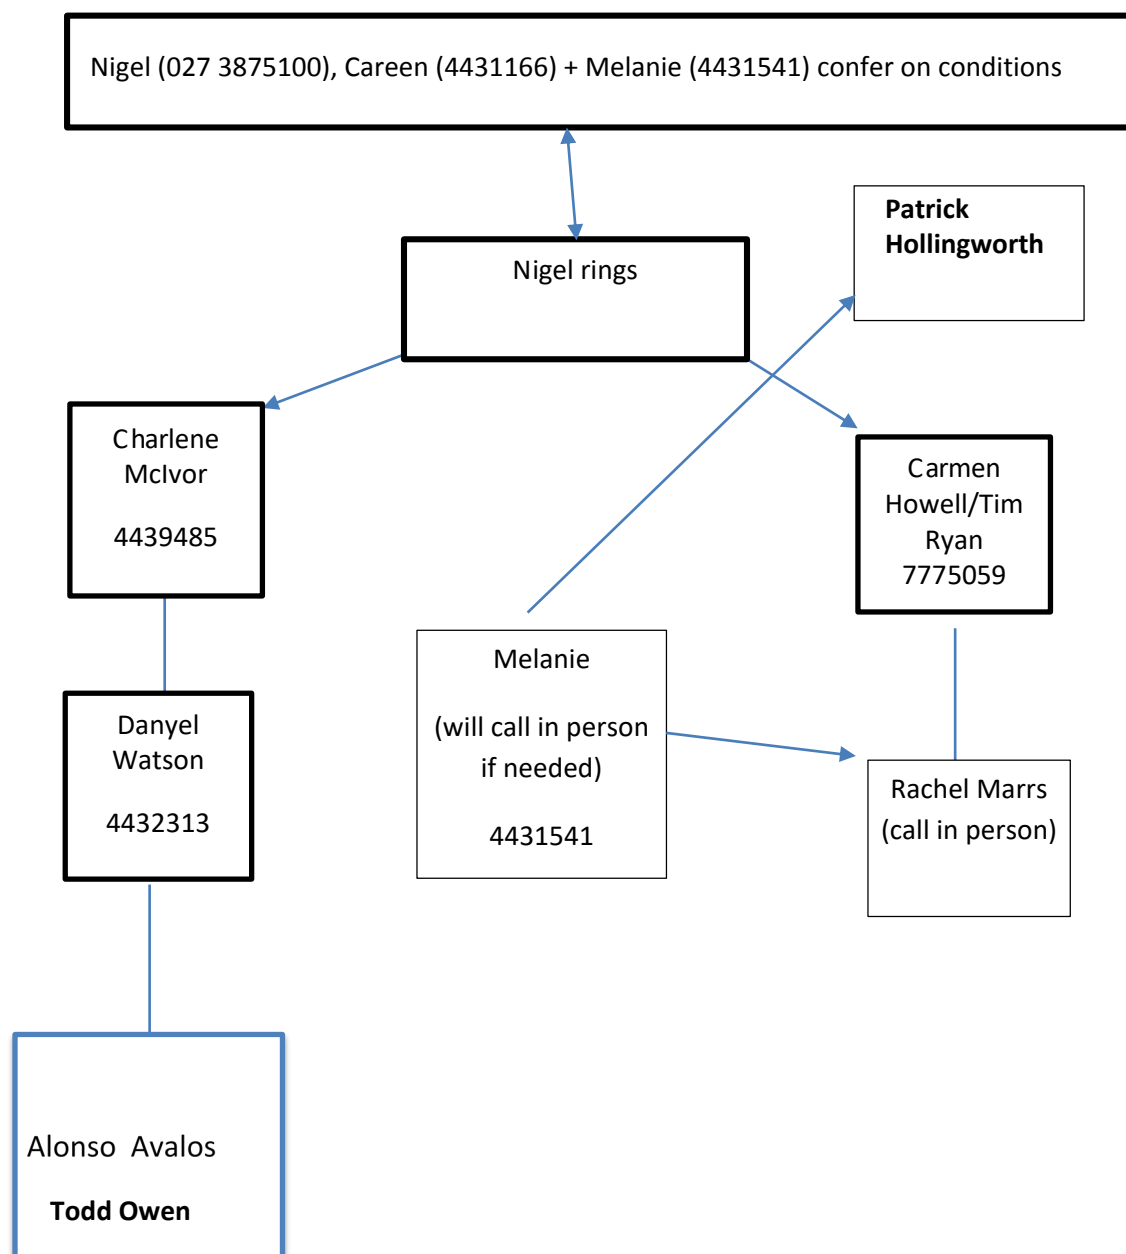 Nigel (027 3875100), Careen (4431166) + Melanie (4431541) confer on conditions
Patrick
Hollingworth
Nigel rings
Charlene
McIvor
4439485
Carmen
Howell/Tim
Ryan
7775059
Melanie
(will call in person
if needed)
4431541
Danyel
Watson
4432313
Rachel Marrs
(call in person)
Alonso  Avalos
Todd Owen